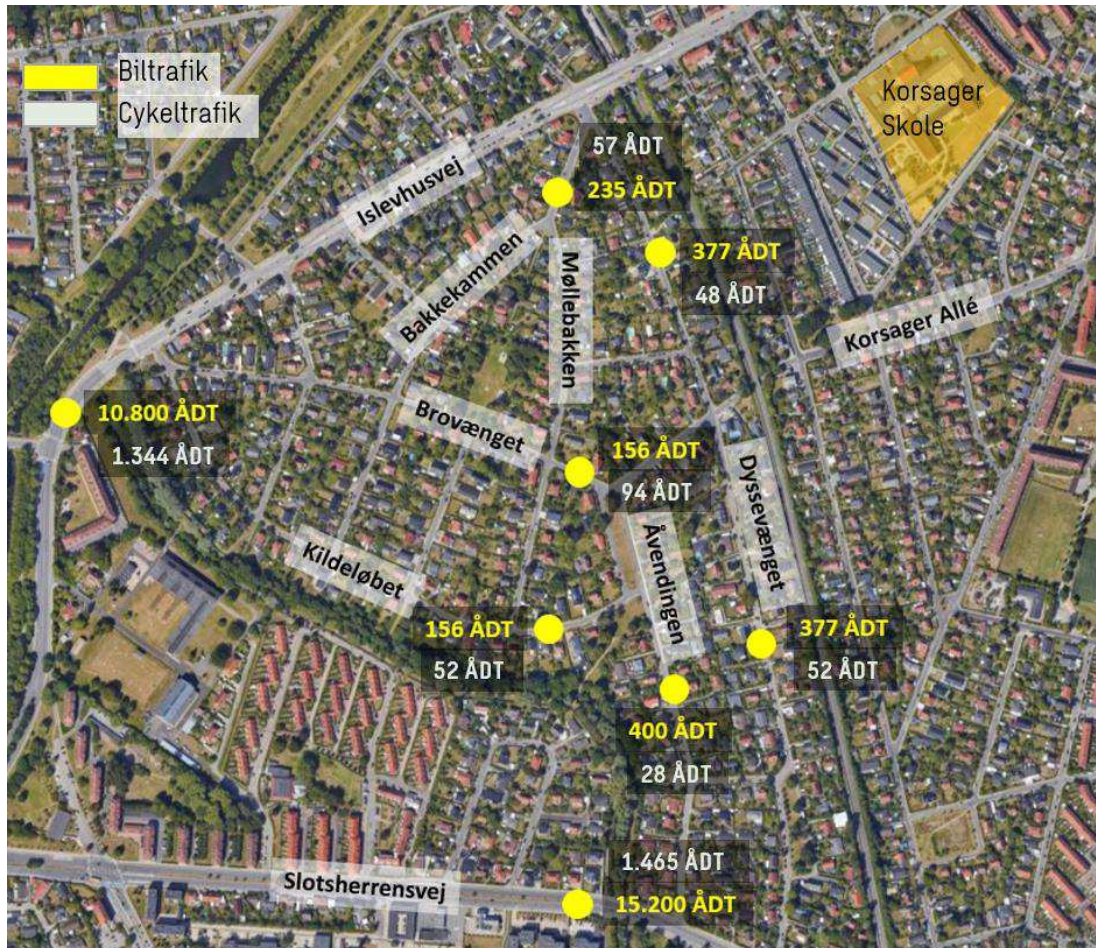 Biltrafik
Cykeltrafik
Korsager
Skole
57 ÅDT
235 ÅDT
Islevhusvej
377 ÅDT
48 ÅDT
Bakkekammen
Møllebakken
Korsager Allé
10.800 ÅDT
1.344 ÅDT
Brovænget
156 ÅDT
94 ÅDT
Dyssevænget
Åvendingen
Kildeløbet
156 ÅDT
52 ÅDT
377 ÅDT
52 ÅDT
400 ÅDT
28 ÅDT
1.465 ÅDT
Slotsherrensvej
15.200 ÅDT